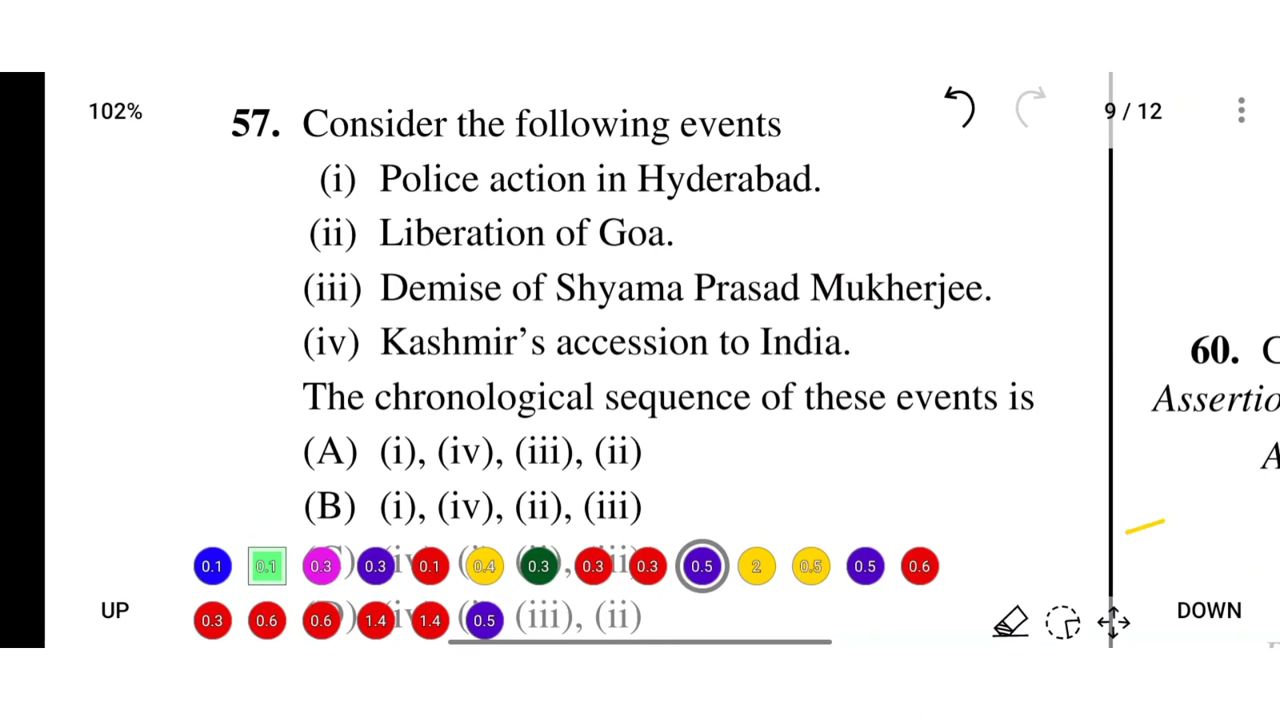 102%
57. Consider the following events
9 / 12
(i) Police action in Hyderabad.
(ii) Liberation of Goa.
(iii) Demise of Shyama Prasad Mukherjee.
(iv) Kashmir's accession to India.
60.
The chronological sequence of these events is
(A) (i), (iv), (iii), (ii)
(B) (i), (iv), (ii), (iii)
0.1 0.1 0.3 0.3 0.1 0.4 0.3 0.3 0.3 0.5 2 0.5 0.5 0.6
UP
(iii), (ii)
DOWN
0.3 0.6 0.6 1.4 1.4 0.5